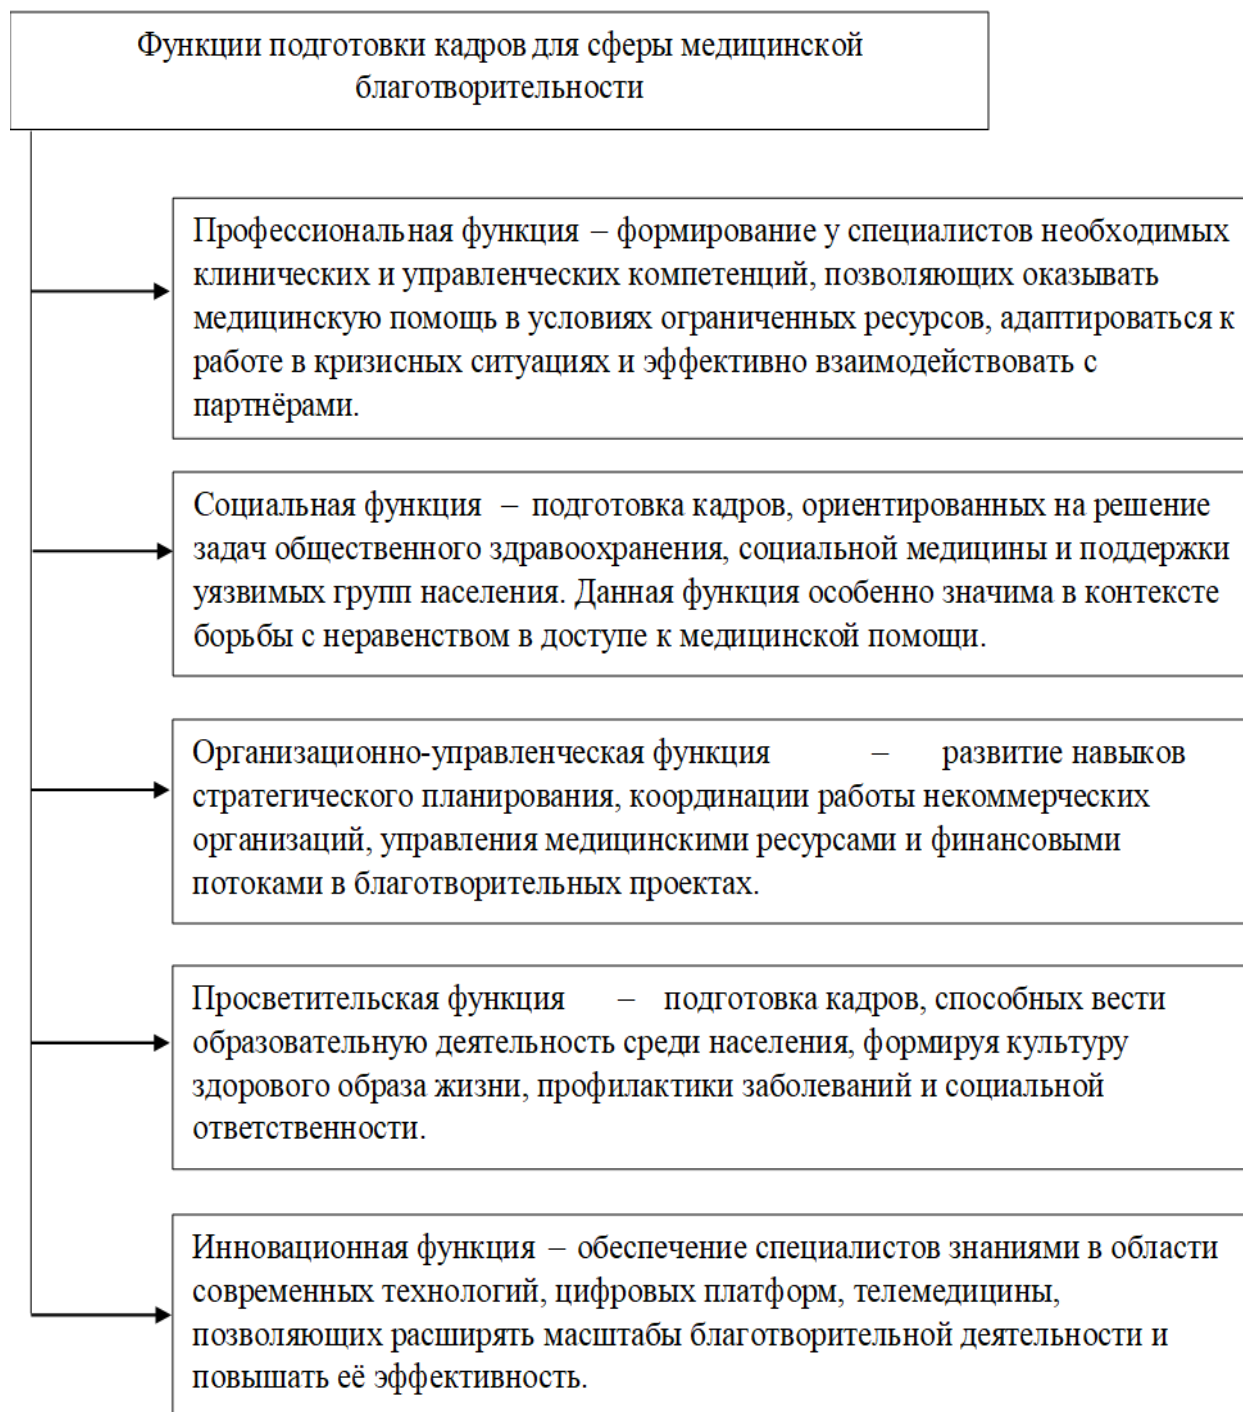 Функции подготовки кадров для сферы медицинской
благотворительности
Профессиональная функция – формирование у специалистов необходимых
клинических и управленческих компетенций, позволяющих оказывать
медицинскую помощь в условиях ограниченных ресурсов, адаптироваться к
работе в кризисных ситуациях и эффективно взаимодействовать с
партнёрами.
Социальная функция – подготовка кадров, ориентированных на решение
задач общественного здравоохранения, социальной медицины и поддержки
уязвимых групп населения. Данная функция особенно значима в контексте
борьбы с неравенством в доступе к медицинской помощи.
Организационно-управленческая функция – развитие навыков
стратегического планирования, координации работы некоммерческих
организаций, управления медицинскими ресурсами и финансовыми
потоками в благотворительных проектах.
Просветительская функция – подготовка кадров, способных вести
образовательную деятельность среди населения, формируя культуру
здорового образа жизни, профилактики заболеваний и социальной
ответственности.
Инновационная функция – обеспечение специалистов знаниями в области
современных технологий, цифровых платформ, телемедицины,
позволяющих расширять масштабы благотворительной деятельности и
повышать её эффективность.